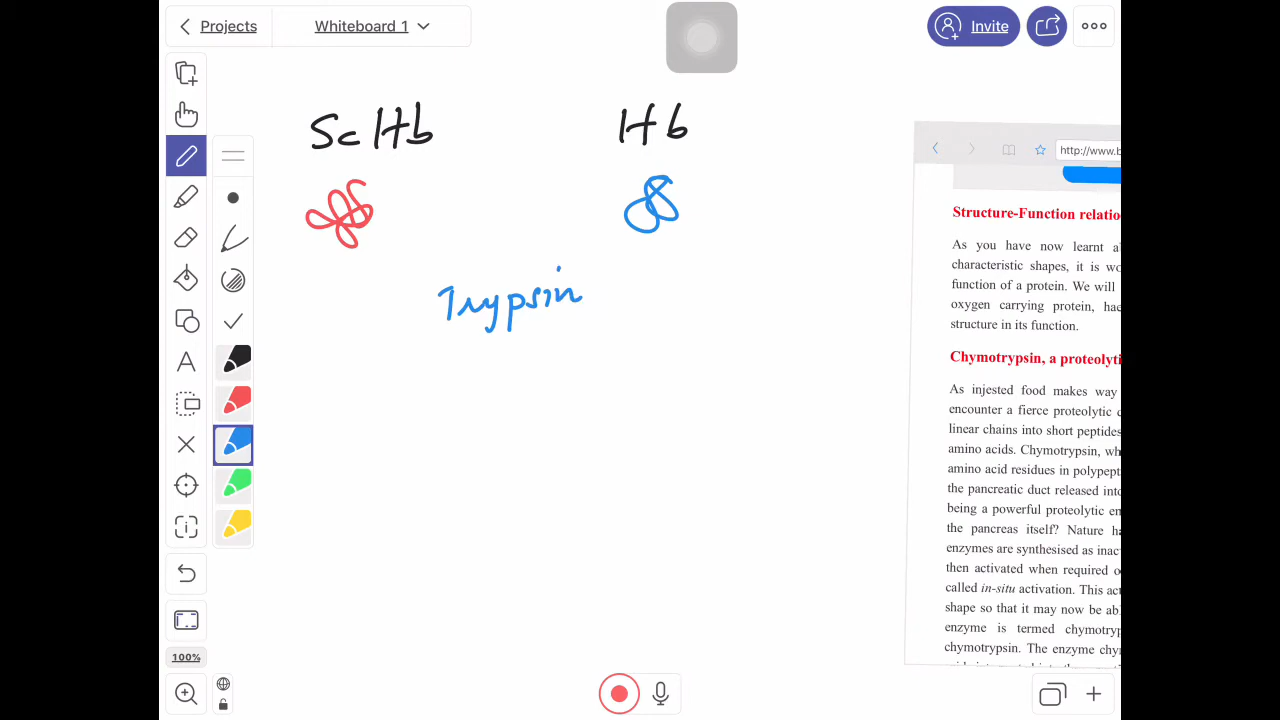 Projects
Whiteboard 1
Invite
Sc Hb
Hb
Trypsin
http://www.b
Structure-Function relatio
As you have now learnt a
characteristic shapes, it is wo
function of a protein. We will
oxygen carrying protein, hae
structure in its function.
Chymotrypsin, a proteolyti
As injested food makes way
encounter a fierce proteolytic
linear chains into short peptides
amino acids. Chymotrypsin, wh
amino acid residues in polypept
the pancreatic duct released into
being a powerful proteolytic en
the pancreas itself? Nature ha
enzymes are synthesised as inac
then activated when required o
called in-situ activation. This ac
shape so that it may now be ab
enzyme is termed chymotryp
chymotrypsin. The enzyme chy
A
100%